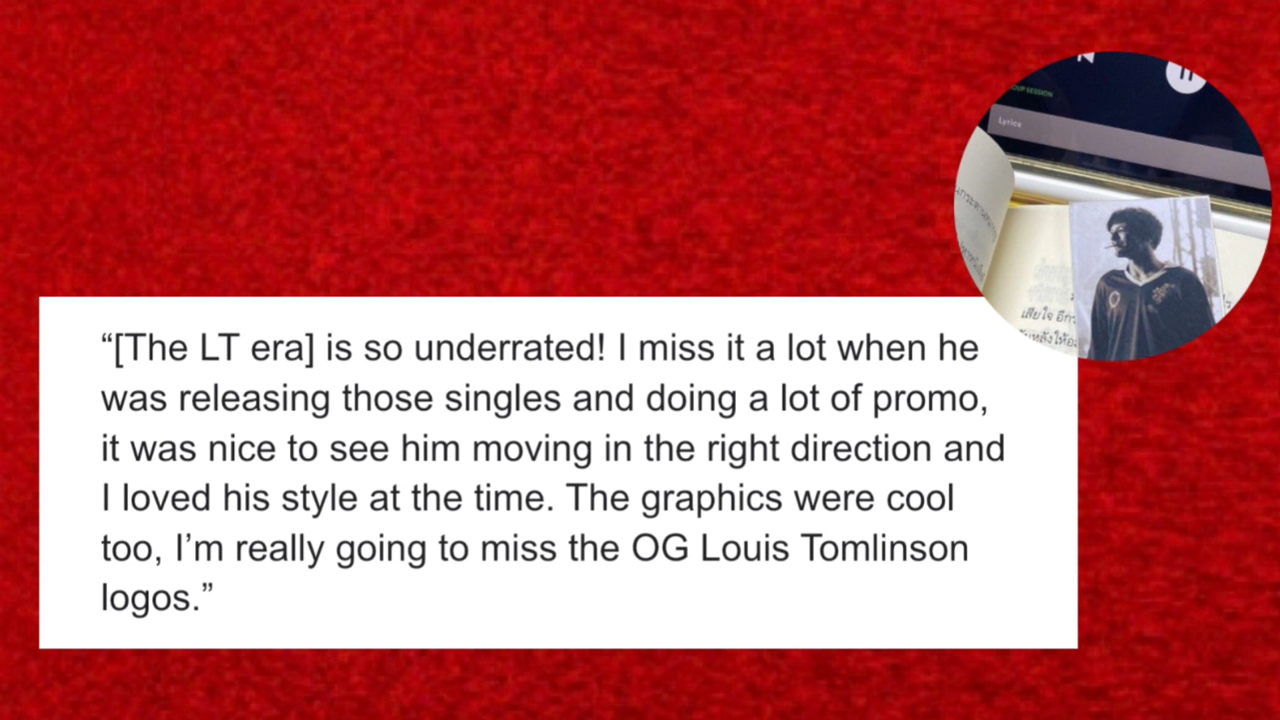 Lyrics
“[The LT era] is so underrated! I miss it a lot when he
was releasing those singles and doing a lot of promo,
it was nice to see him moving in the right direction and
I loved his style at the time. The graphics were cool
too, I’m really going to miss the OG Louis Tomlinson
logos.”